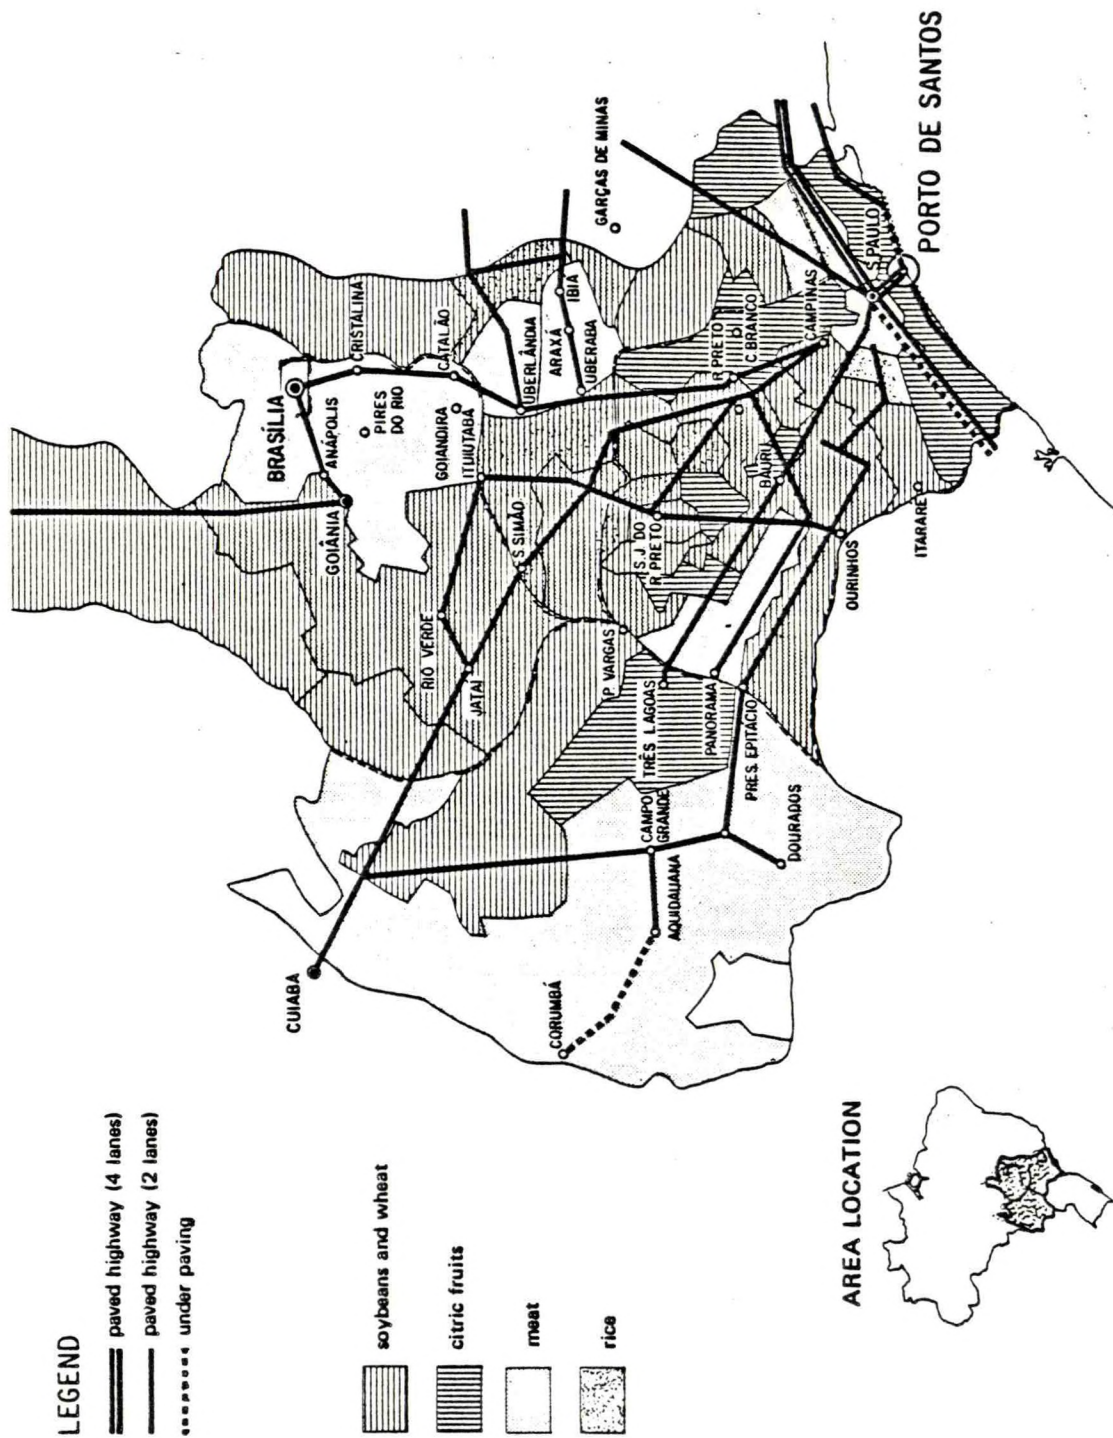 LEGEND
paved highway (4 lanes)
paved highway (2 lanes)
under paving
soybeans and wheat
citric fruits
meat
rice
AREA LOCATION
CUIABA
CORUMBÁ
AQUIDAUANA
CAMPO
GRANDE
DOURADOS
TRÊS LAGOAS
PANORAMA
PRES. EPITÁCIO
P. VARGAS
JATAI
RIO VERDE
S. SIMÃO
S. J. DO
R. PRETO
GOIÂNIA
BRASÍLIA
ANÁPOLIS
PIRES
DO RIO
GOIANDIRA
ITUIUTABA
CRISTALINA
CATALÃO
UBERLÂNDIA
ARAXÁ
UBERABA
IBIA
GARÇAS DE MINAS
R. PRETO
C. BRANCO
CAMPINAS
BAURU
OURINHOS
ITARARÉ
S. PAULO
PORTO DE SANTOS